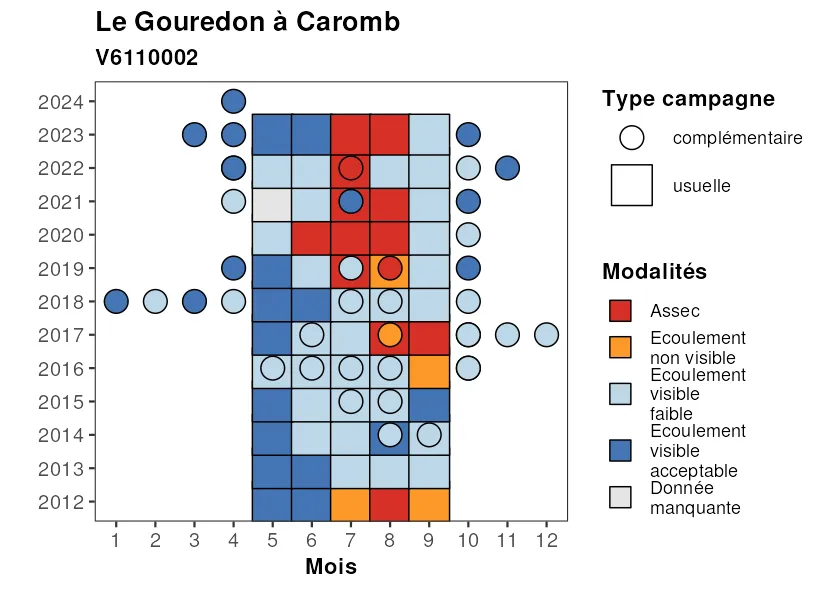 Le Gouredon à Caromb
V6110002
2024
2023
2022
2021
2020
2019
2018
2017
2016
2015
2014
2013
2012
1 2 3 4 5 6 7 8 9 10 11 12
Mois
Type campagne
complémentaire
usuelle
Modalités
Assec
Ecoulement
non visible
Ecoulement
visible
faible
Ecoulement
visible
acceptable
Donnée
manquante